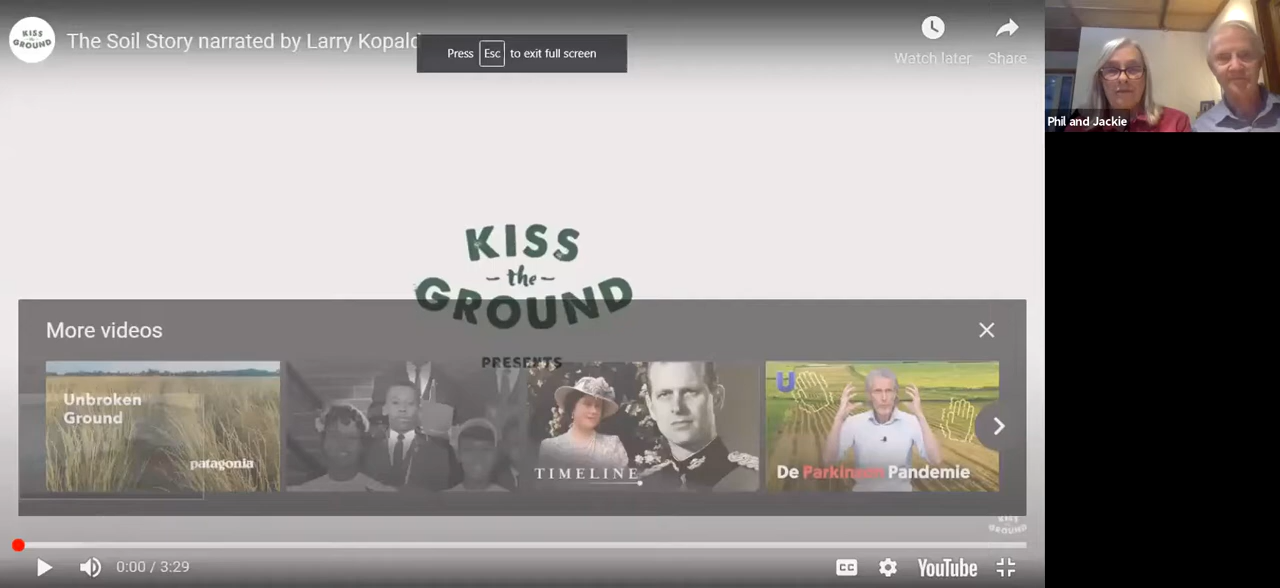 KISS
the
GROUND
The Soil Story narrated by Larry Kopald
Press Esc to exit full screen
Watch later
Share
Phil and Jackie
KISS
the
GROUND
PRESENTS
More videos
Unbroken
Ground
patagonia
TIMELINE
U
De Parkinson Pandemie
KISS
the
GROUND
0:00 / 3:29
CC
YouTube